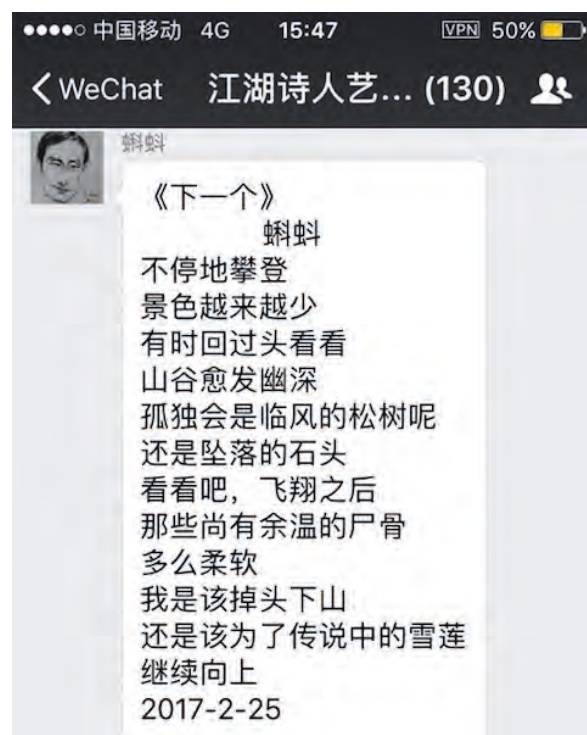 中国移动 4G 15:47 VPN 50%
WeChat 江湖诗人艺... (130)
蝌蚪
《下一个》
蝌蚪
不停地攀登
景色越来越少
有时回过头看看
山谷愈发幽深
孤独会是临风的松树呢
还是坠落的石头
看看吧，飞翔之后
那些尚有余温的尸骨
多么柔软
我是该掉头下山
还是该为了传说中的雪莲
继续向上
2017-2-25